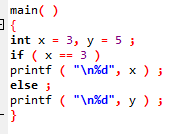 main( )
{
int x = 3, y = 5 ;
if ( x == 3 )
printf ( "\n%d", x ) ;
else ;
printf ( "\n%d", y ) ;
}